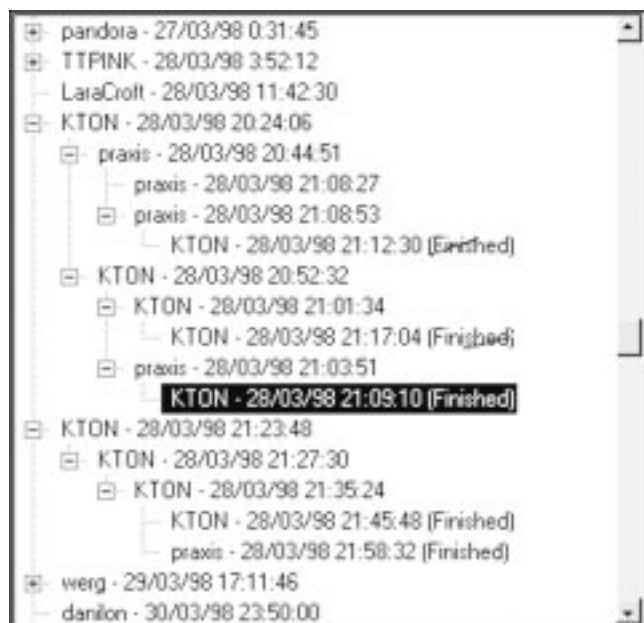 pandora - 27/03/98 0:31:45
TTPINK - 28/03/98 3:52:12
LaraCroft - 28/03/98 11:42:30
KTON - 28/03/98 20:24:06
praxis - 28/03/98 20:44:51
praxis - 28/03/98 21:08:27
praxis - 28/03/98 21:08:53
KTON - 28/03/98 21:12:30 (Finished)
KTON - 28/03/98 20:52:32
KTON - 28/03/98 21:01:34
KTON - 28/03/98 21:17:04 (Finished)
praxis - 28/03/98 21:03:51
KTON - 28/03/98 21:09:10 (Finished)
KTON - 28/03/98 21:23:48
KTON - 28/03/98 21:27:30
KTON - 28/03/98 21:35:24
KTON - 28/03/98 21:45:48 (Finished)
praxis - 28/03/98 21:58:32 (Finished)
werg - 29/03/98 17:11:46
danilon - 30/03/98 23:50:00